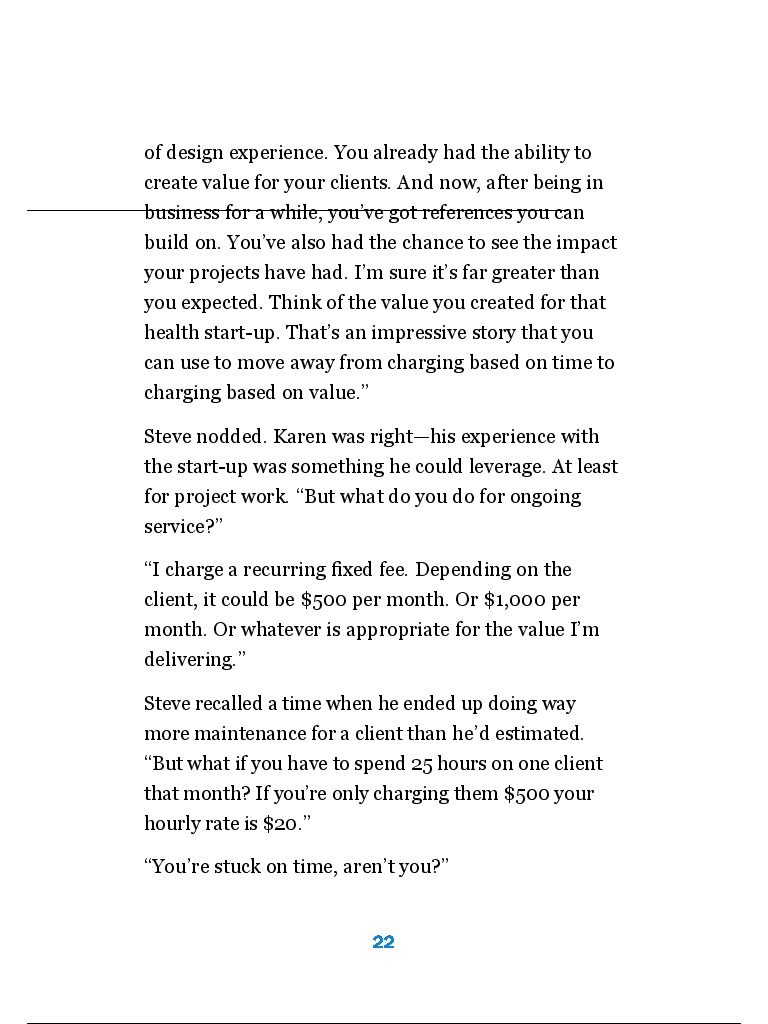 of design experience. You already had the ability to
create value for your clients. And now, after being in
business for a while, you’ve got references you can
build on. You’ve also had the chance to see the impact
your projects have had. I’m sure it’s far greater than
you expected. Think of the value you created for that
health start-up. That’s an impressive story that you
can use to move away from charging based on time to
charging based on value.”
Steve nodded. Karen was right—his experience with
the start-up was something he could leverage. At least
for project work. “But what do you do for ongoing
service?”
“I charge a recurring fixed fee. Depending on the
client, it could be $500 per month. Or $1,000 per
month. Or whatever is appropriate for the value I’m
delivering.”
Steve recalled a time when he ended up doing way
more maintenance for a client than he’d estimated.
“But what if you have to spend 25 hours on one client
that month? If you’re only charging them $500 your
hourly rate is $20.”
“You’re stuck on time, aren’t you?”
22